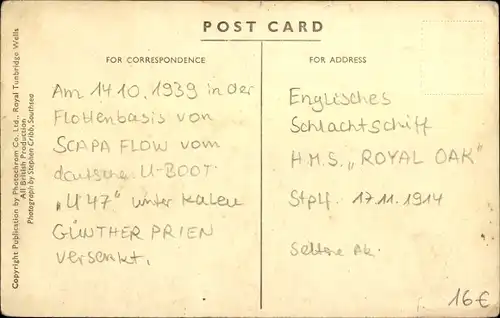 POST CARD
FOR CORRESPONDENCE
FOR ADDRESS
Copyright Publication by Photochrom Co., Ltd., Royal Tunbridge Wells
All British Production
Photograph by Stephen Cribb, Southsea
Am 14.10.1939 in der
Flottenbasis von
SCAPA FLOW vom
deutsche U-BOOT
"U 47" unter Kaleu
GÜNTHER PRIEN
versenkt.
Englisches
Schlachtschiff
H.M.S. "ROYAL OAK"
Stplf. 17.11.1914
Seltene Ak.
16€